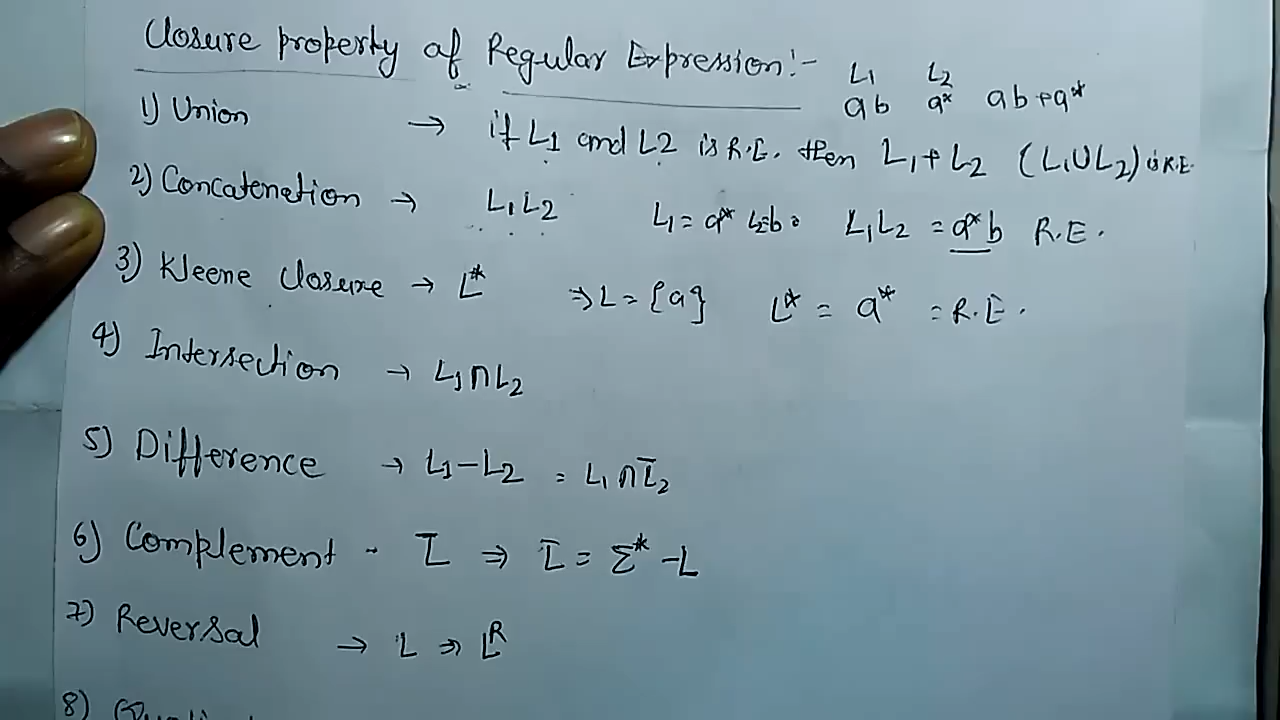 Closure property of Regular Expression:-
L1 L2
ab a* ab+a*
1) Union → if L1 and L2 is R.E. then L1+L2 (L1UL2) is R.E.
2) Concatenation → L1L2 L1=a* L2=b. L1L2 = a*b R.E.
3) Kleene Closure → L* ⇒ L = {a} L* = a* = R.E.
4) Intersection → L1∩L2
5) Difference → L1-L2 = L1∩L̅2
6) Complement - L̅ ⇒ L̅ = Σ* -L
7) Reversal → L ⇒ L^R
8)